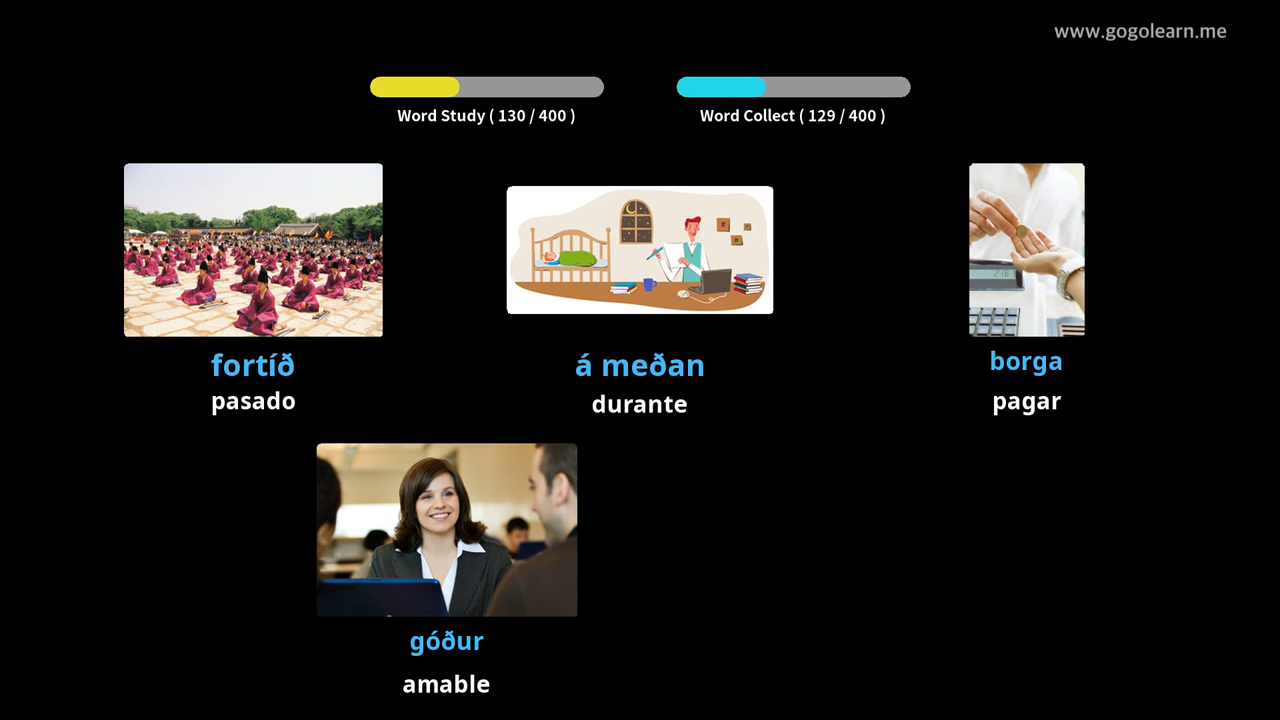 www.gogolearn.me
Word Study ( 130 / 400 )
Word Collect ( 129 / 400 )
fortíð
pasado
á meðan
durante
borga
pagar
góður
amable